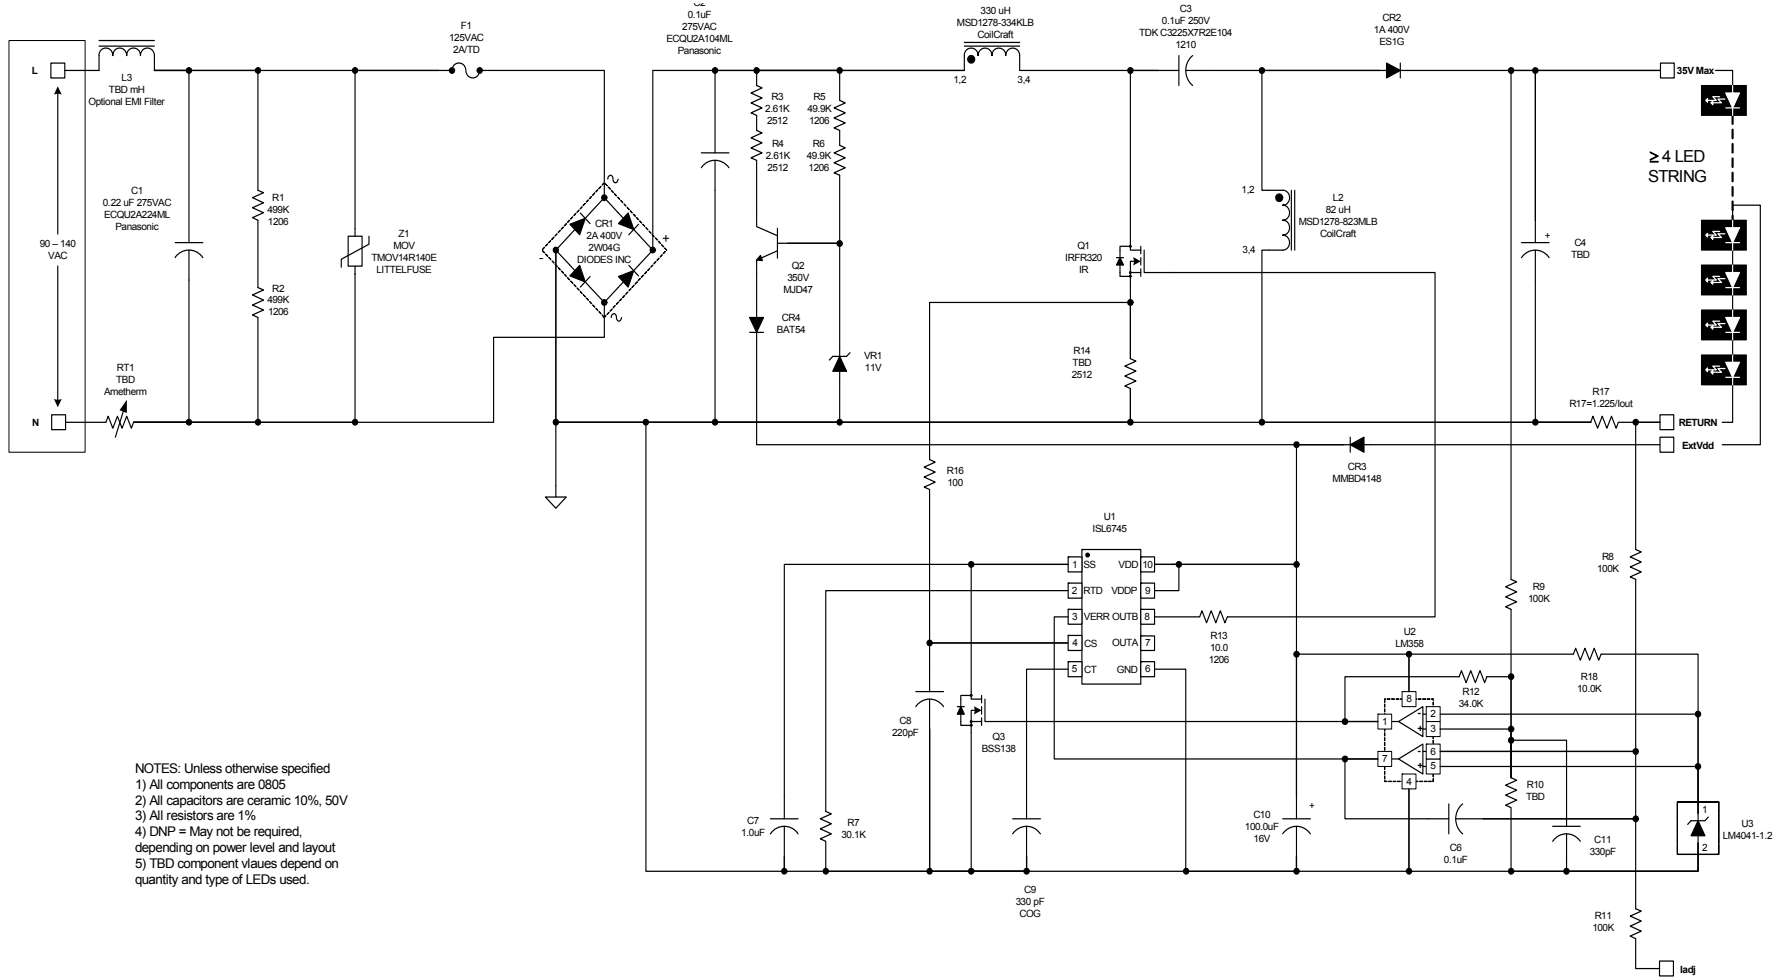 L
L3
TBD mH
Optional EMI Filter
F1
125VAC
2A/TD
C2
0.1uF
275VAC
ECQU2A104ML
Panasonic
330 uH
MSD1278-334KLB
CoilCraft
1,2
3,4
C3
0.1uF 250V
TDK C3225X7R2E104
1210
CR2
1A 400V
ES1G
35V Max
≥ 4 LED
STRING
R3
2.61K
2512
R4
2.61K
2512
R5
49.9K
1206
R6
49.9K
1206
C1
0.22 uF 275VAC
ECQU2A224ML
Panasonic
R1
499K
1206
R2
499K
1206
90 – 140
VAC
Z1
MOV
TMOV14R140E
LITTELFUSE
CR1
2A 400V
2W04G
DIODES INC
-
+
Q2
350V
MJD47
CR4
BAT54
VR1
11V
Q1
IRFR320
IR
1,2
3,4
L2
82 uH
MSD1278-823MLB
CoilCraft
+
C4
TBD
R14
TBD
2512
RT1
TBD
Ametherm
N
R17
R17=1.225/Iout
RETURN
ExtVdd
CR3
MMBD4148
R16
100
U1
ISL6745
1 SS VDD 10
2 RTD VDDP 9
3 VERR OUTB 8
4 CS OUTA 7
5 CT GND 6
R13
10.0
1206
R9
100K
R8
100K
U2
LM358
R12
34.0K
R18
10.0K
8
1
2
3
7
6
5
4
-
+
-
+
C8
220pF
Q3
BSS138
C7
1.0uF
R7
30.1K
C9
330 pF
COG
C10
100.0uF
16V
+
C6
0.1uF
R10
TBD
C11
330pF
1
2
U3
LM4041-1.2
R11
100K
Iadj
NOTES: Unless otherwise specified
1) All components are 0805
2) All capacitors are ceramic 10%, 50V
3) All resistors are 1%
4) DNP = May not be required,
depending on power level and layout
5) TBD component vlaues depend on
quantity and type of LEDs used.